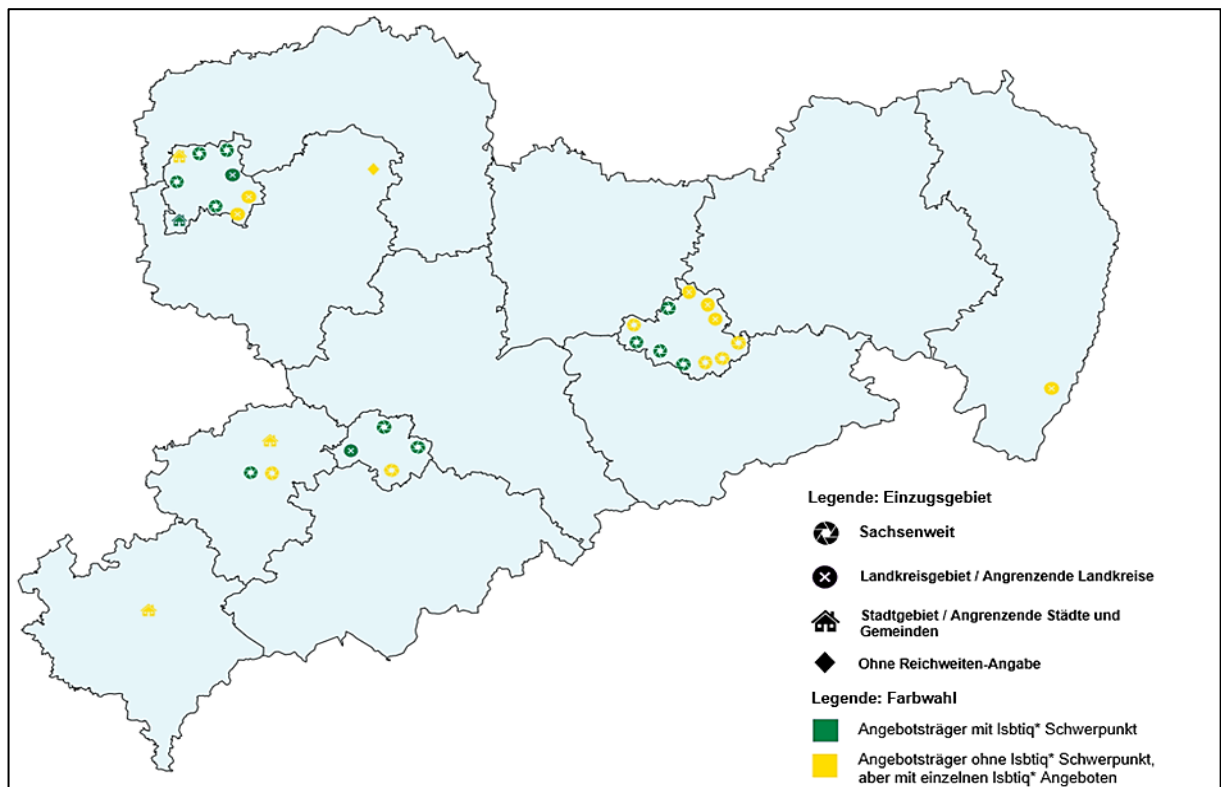 Legende: Einzugsgebiet
Sachsenweit
Landkreisgebiet / Angrenzende Landkreise
Stadtgebiet / Angrenzende Städte und
Gemeinden
Ohne Reichweiten-Angabe
Legende: Farbwahl
Angebotsträger mit lsbtiq* Schwerpunkt
Angebotsträger ohne lsbtiq* Schwerpunkt,
aber mit einzelnen lsbtiq* Angeboten